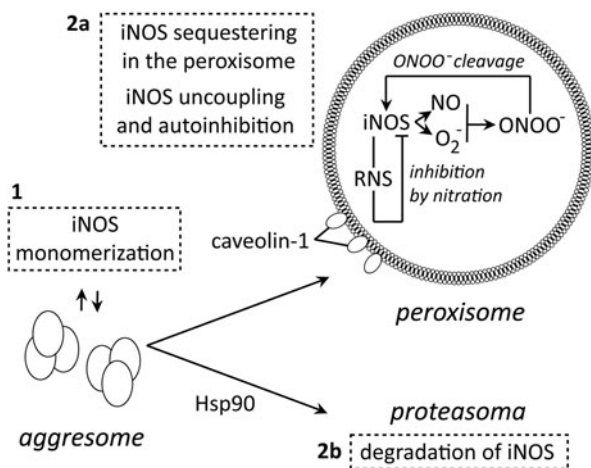 2a
iNOS sequestering
in the peroxisome
iNOS uncoupling
and autoinhibition
ONOO⁻ cleavage
NO
iNOS
O₂⁻
ONOO⁻
RNS
inhibition
by nitration
1
iNOS
monomerization
caveolin-1
peroxisome
Hsp90
aggresome
proteasoma
2b degradation of iNOS